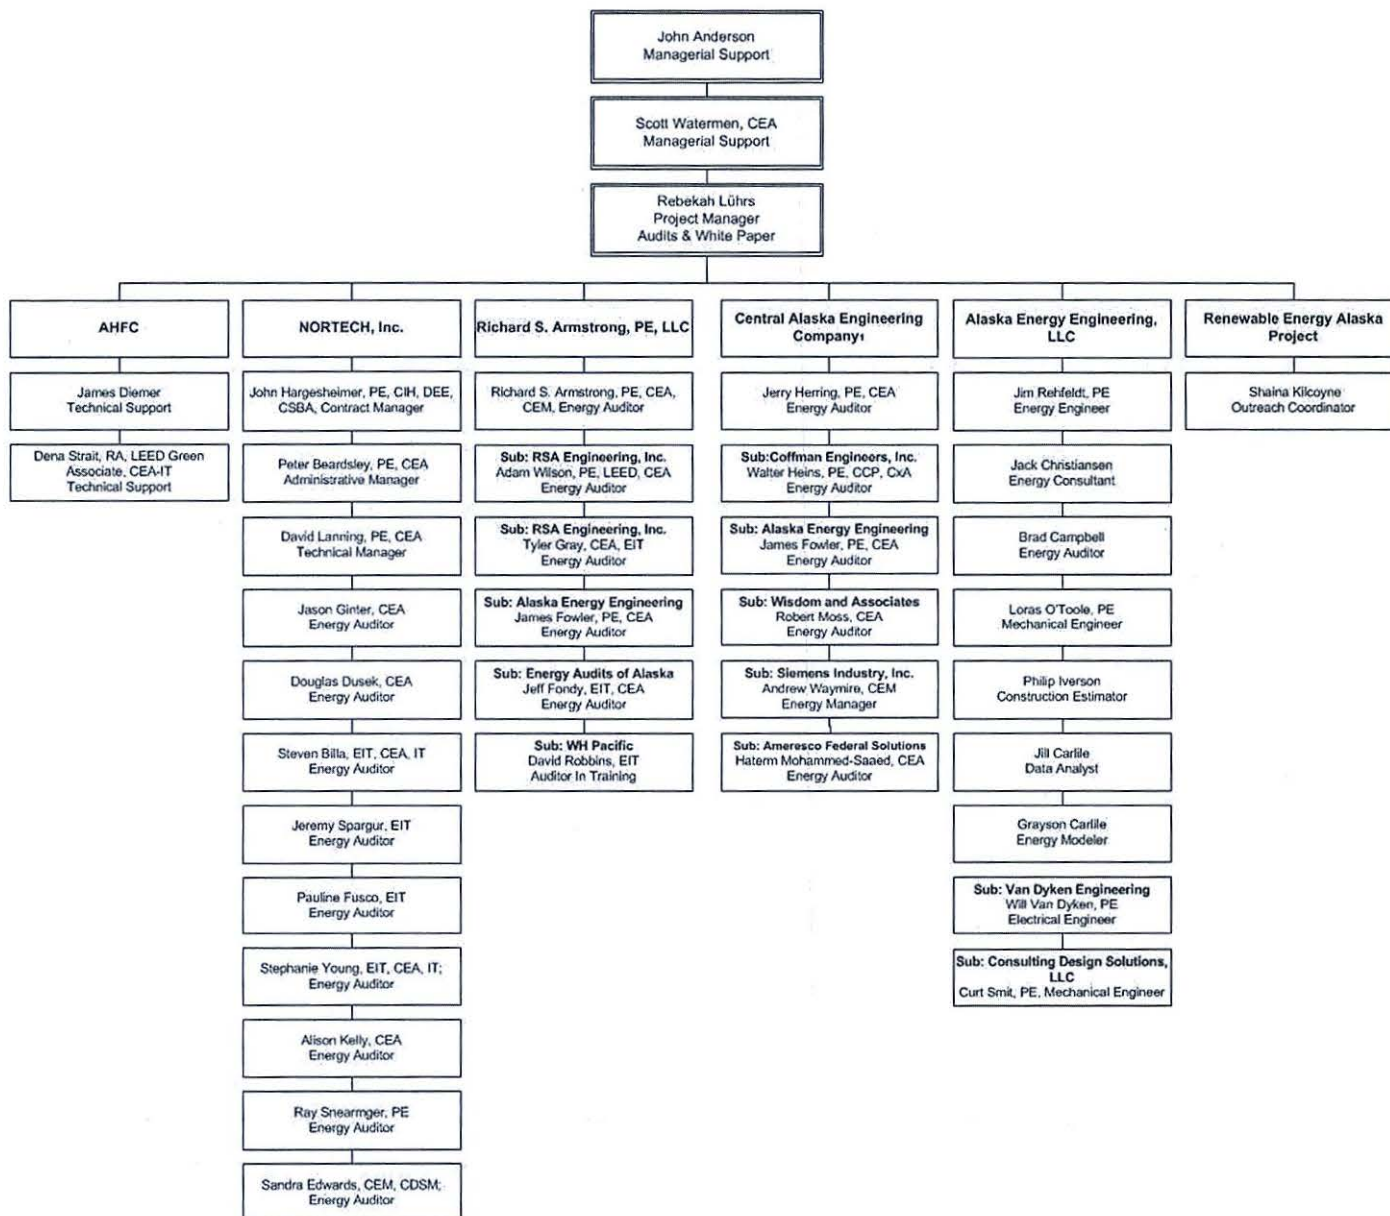 John Anderson
Managerial Support
Scott Watermen, CEA
Managerial Support
Rebekah Lührs
Project Manager
Audits & White Paper
AHFC
James Diemer
Technical Support
Dena Strait, RA, LEED Green
Associate, CEA-IT
Technical Support
NORTECH, Inc.
John Hargesheimer, PE, CIH, DEE,
CSBA, Contract Manager
Peter Beardsley, PE, CEA
Administrative Manager
David Lanning, PE, CEA
Technical Manager
Jason Ginter, CEA
Energy Auditor
Douglas Dusek, CEA
Energy Auditor
Steven Billa, EIT, CEA, IT
Energy Auditor
Jeremy Spargur, EIT
Energy Auditor
Pauline Fusco, EIT
Energy Auditor
Stephanie Young, EIT, CEA, IT;
Energy Auditor
Alison Kelly, CEA
Energy Auditor
Ray Snearmger, PE
Energy Auditor
Sandra Edwards, CEM, CDSM;
Energy Auditor
Richard S. Armstrong, PE, LLC
Richard S. Armstrong, PE, CEA,
CEM, Energy Auditor
Sub: RSA Engineering, Inc.
Adam Wilson, PE, LEED, CEA
Energy Auditor
Sub: RSA Engineering, Inc.
Tyler Gray, CEA, EIT
Energy Auditor
Sub: Alaska Energy Engineering
James Fowler, PE, CEA
Energy Auditor
Sub: Energy Audits of Alaska
Jeff Fondy, EIT, CEA
Energy Auditor
Sub: WH Pacific
David Robbins, EIT
Auditor In Training
Central Alaska Engineering
Company1
Jerry Herring, PE, CEA
Energy Auditor
Sub:Coffman Engineers, Inc.
Walter Heins, PE, CCP, CxA
Energy Auditor
Sub: Alaska Energy Engineering
James Fowler, PE, CEA
Energy Auditor
Sub: Wisdom and Associates
Robert Moss, CEA
Energy Auditor
Sub: Siemens Industry, Inc.
Andrew Waymire, CEM
Energy Manager
Sub: Ameresco Federal Solutions
Haterm Mohammed-Saaed, CEA
Energy Auditor
Alaska Energy Engineering,
LLC
Jim Rehfeldt, PE
Energy Engineer
Jack Christiansen
Energy Consultant
Brad Campbell
Energy Auditor
Loras O'Toole, PE
Mechanical Engineer
Philip Iverson
Construction Estimator
Jill Carlile
Data Analyst
Grayson Carlile
Energy Modeler
Sub: Van Dyken Engineering
Will Van Dyken, PE
Electrical Engineer
Sub: Consulting Design Solutions,
LLC
Curt Smit, PE, Mechanical Engineer
Renewable Energy Alaska
Project
Shaina Kilcoyne
Outreach Coordinator